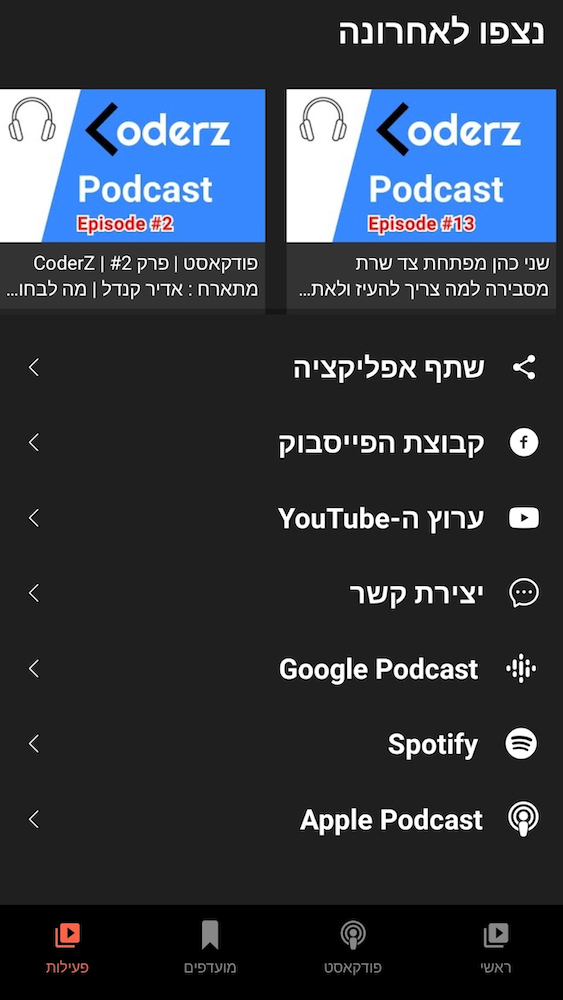 נצפו לאחרונה
Coderz
Podcast
Episode #13
שני כהן מפתחת צד שרת
מסבירה למה צריך להעיז ולאת...
Coderz
Podcast
Episode #2
פודקאסט | פרק 2# | CoderZ
מתארח : אדיר קנדל | מה לבחו...
שתף אפליקציה
קבוצת הפייסבוק
ערוץ ה-YouTube
יצירת קשר
Google Podcast
Spotify
Apple Podcast
ראשי
פודקאסט
מועדפים
פעילות